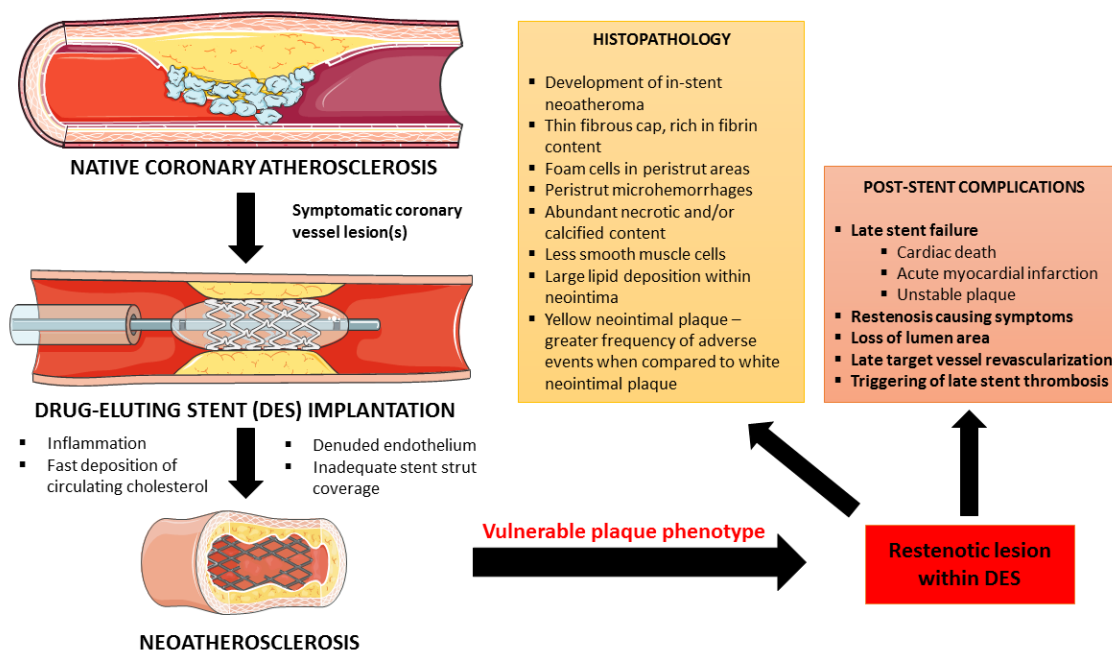 NATIVE CORONARY ATHEROSCLEROSIS
Symptomatic coronary
vessel lesion(s)
DRUG-ELUTING STENT (DES) IMPLANTATION
▪ Inflammation
▪ Fast deposition of
circulating cholesterol
▪ Denuded endothelium
▪ Inadequate stent strut
coverage
NEOATHEROSCLEROSIS
Vulnerable plaque phenotype
Restenotic lesion
within DES
HISTOPATHOLOGY
▪ Development of in-stent
neoatheroma
▪ Thin fibrous cap, rich in fibrin
content
▪ Foam cells in peristrut areas
▪ Peristrut microhemorrhages
▪ Abundant necrotic and/or
calcified content
▪ Less smooth muscle cells
▪ Large lipid deposition within
neointima
▪ Yellow neointimal plaque –
greater frequency of adverse
events when compared to white
neointimal plaque
POST-STENT COMPLICATIONS
▪ Late stent failure
▪ Cardiac death
▪ Acute myocardial infarction
▪ Unstable plaque
▪ Restenosis causing symptoms
▪ Loss of lumen area
▪ Late target vessel revascularization
▪ Triggering of late stent thrombosis